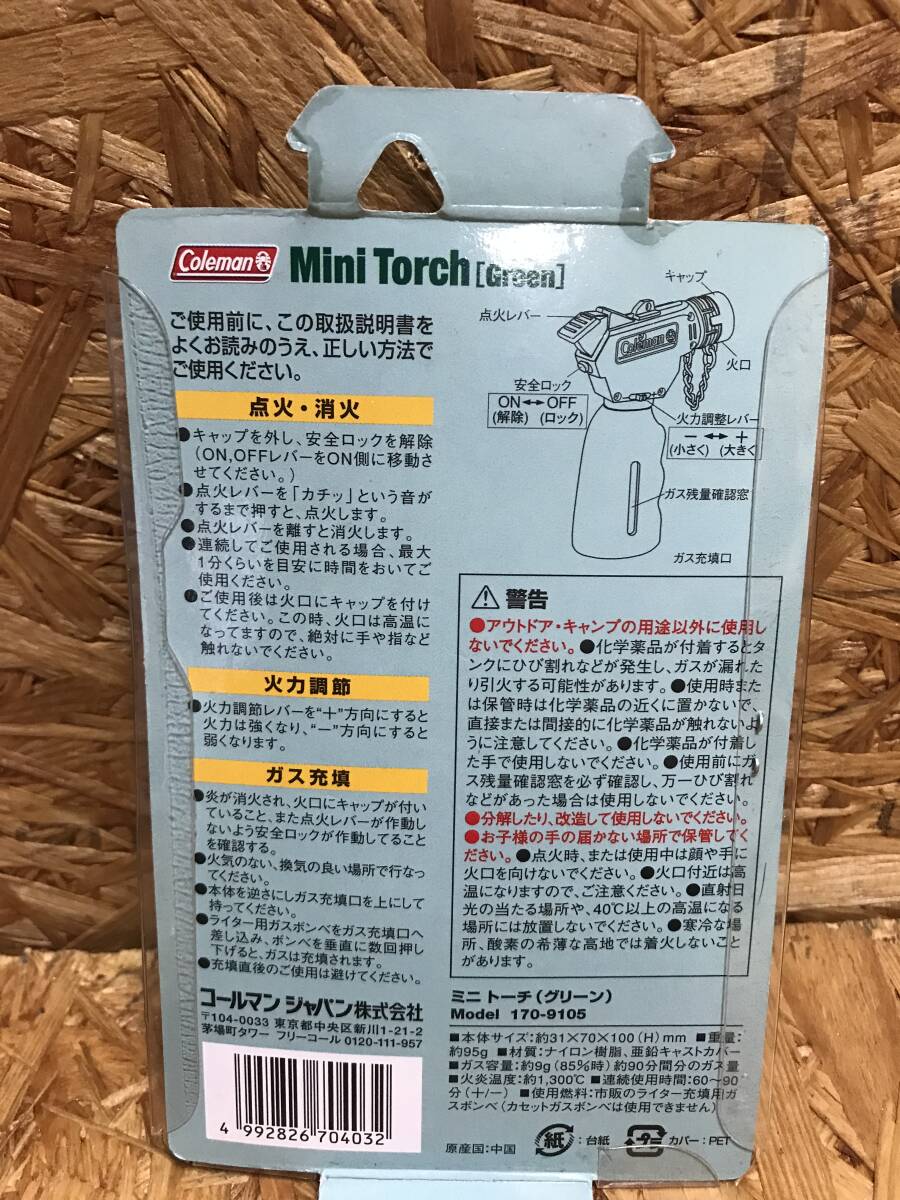 Coleman Mini Torch [Green]
ご使用前に、この取扱説明書を
よくお読みのうえ、正しい方法で
ご使用ください。
点火・消火
●キャップを外し、安全ロックを解除
(ON,OFFレバーをON側に移動さ
せてください。)
●点火レバーを「カチッ」という音が
するまで押すと、点火します。
●点火レバーを離すと消火します。
●連続してご使用される場合、最大
1分くらいを目安に時間をおいてご
使用ください。
●ご使用後は火口にキャップを付け
てください。この時、火口は高温に
なってますので、絶対に手や指など
触れないでください。
火力調節
●火力調節レバーを“+”方向にすると
火力は強くなり、“ー”方向にすると
弱くなります。
ガス充填
●炎が消火され、火口にキャップが付い
ていること、また点火レバーが作動し
ないよう安全ロックが作動してること
を確認する。
●火気のない、換気の良い場所で行なっ
てください。
●本体を逆さにしガス充填口を上にして
持ってください。
●ライター用ガスボンベをガス充填口へ
差し込み、ボンベを垂直に数回押し
下げると、ガスは充填されます。
●充填直後のご使用は避けてください。
コールマン ジャパン株式会社
〒104-0033 東京都中央区新川1-21-2
茅場町タワー フリーコール 0120-111-957
4 992826 704032
キャップ
点火レバー
Coleman
火口
安全ロック
ON↔OFF
(解除) (ロック)
火力調整レバー
− ↔ +
(小さく) (大きく)
ガス残量確認窓
ガス充填口
⚠ 警告
●アウトドア・キャンプの用途以外に使用し
ないでください。●化学薬品が付着するとタ
ンクにひび割れなどが発生し、ガスが漏れた
り引火する可能性があります。●使用時また
は保管時は化学薬品の近くに置かないで、
直接または間接的に化学薬品が触れないよ
うに注意してください。●化学薬品が付着し
た手で使用しないでください。●使用前にガ
ス残量確認窓を必ず確認し、万一ひび割れ
などがあった場合は使用しないでください。
●分解したり、改造して使用しないでください。
●お子様の手の届かない場所で保管してく
ださい。●点火時、または使用中は顔や手に
火口を向けないでください。●火口付近は高
温になりますので、ご注意ください。●直射日
光の当たる場所や、40℃以上の高温になる
場所には放置しないでください。●寒冷な場
所、酸素の希薄な高地では着火しないこと
があります。
ミニ トーチ(グリーン)
Model 170-9105
■本体サイズ:約31×70×100(H)mm ■重量:
約95g ■材質:ナイロン樹脂、亜鉛キャストカバー
■ガス容量:約9g(85%時)約90分間分のガス量
■火炎温度:約1,300℃ ■連続使用時間:60〜90
分(+/−) ■使用燃料:市販のライター充填用ガ
スボンベ(カセットガスボンベは使用できません)
原産国:中国 紙:台紙 カバー:PET